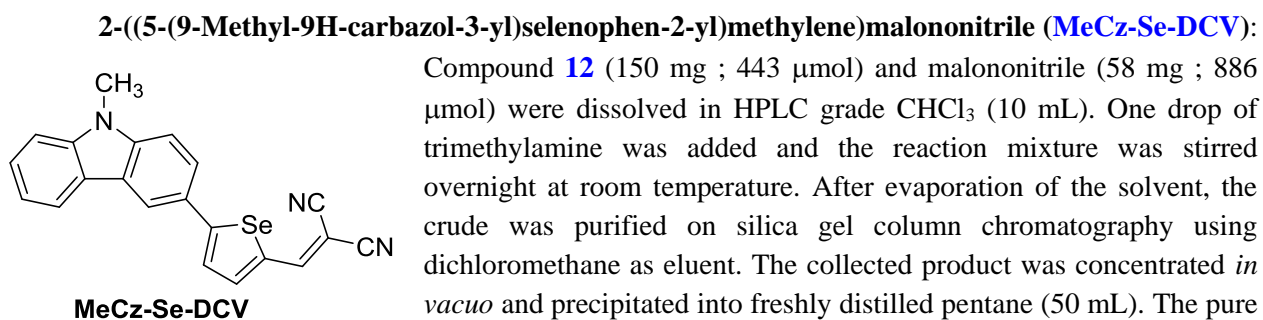 2-((5-(9-Methyl-9H-carbazol-3-yl)selenophen-2-yl)methylene)malononitrile (MeCz-Se-DCV):
Compound 12 (150 mg ; 443 μmol) and malononitrile (58 mg ; 886
μmol) were dissolved in HPLC grade CHCl₃ (10 mL). One drop of
trimethylamine was added and the reaction mixture was stirred
overnight at room temperature. After evaporation of the solvent, the
crude was purified on silica gel column chromatography using
dichloromethane as eluent. The collected product was concentrated in
vacuo and precipitated into freshly distilled pentane (50 mL). The pure
CH₃
N
NC
Se
CN
MeCz-Se-DCV